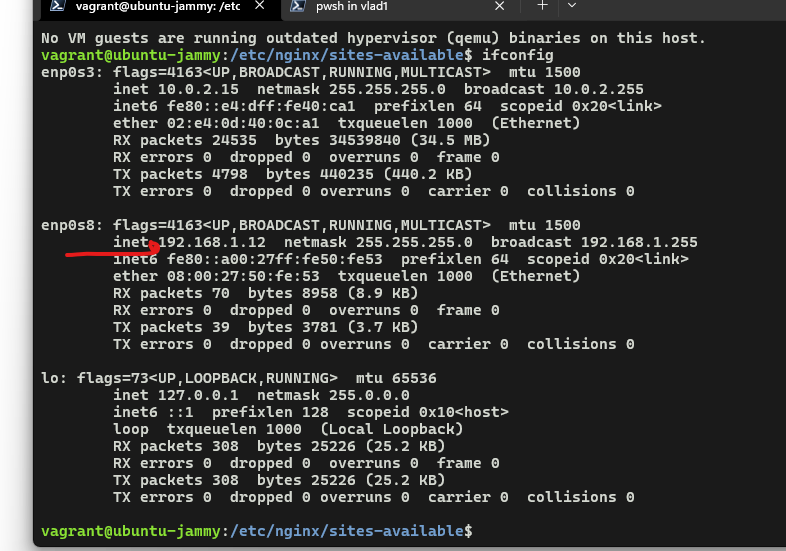 vagrant@ubuntu-jammy: /etc
pwsh in vlad1
No VM guests are running outdated hypervisor (qemu) binaries on this host.
vagrant@ubuntu-jammy:/etc/nginx/sites-available$ ifconfig
enp0s3: flags=4163<UP,BROADCAST,RUNNING,MULTICAST>  mtu 1500
        inet 10.0.2.15  netmask 255.255.255.0  broadcast 10.0.2.255
        inet6 fe80::e4:dff:fe40:ca1  prefixlen 64  scopeid 0x20<link>
        ether 02:e4:0d:40:0c:a1  txqueuelen 1000  (Ethernet)
        RX packets 24535  bytes 34539840 (34.5 MB)
        RX errors 0  dropped 0  overruns 0  frame 0
        TX packets 4798  bytes 440235 (440.2 KB)
        TX errors 0  dropped 0 overruns 0  carrier 0  collisions 0
enp0s8: flags=4163<UP,BROADCAST,RUNNING,MULTICAST>  mtu 1500
        inet 192.168.1.12  netmask 255.255.255.0  broadcast 192.168.1.255
        inet6 fe80::a00:27ff:fe50:fe53  prefixlen 64  scopeid 0x20<link>
        ether 08:00:27:50:fe:53  txqueuelen 1000  (Ethernet)
        RX packets 70  bytes 8958 (8.9 KB)
        RX errors 0  dropped 0  overruns 0  frame 0
        TX packets 39  bytes 3781 (3.7 KB)
        TX errors 0  dropped 0 overruns 0  carrier 0  collisions 0
lo: flags=73<UP,LOOPBACK,RUNNING>  mtu 65536
        inet 127.0.0.1  netmask 255.0.0.0
        inet6 ::1  prefixlen 128  scopeid 0x10<host>
        loop  txqueuelen 1000  (Local Loopback)
        RX packets 308  bytes 25226 (25.2 KB)
        RX errors 0  dropped 0  overruns 0  frame 0
        TX packets 308  bytes 25226 (25.2 KB)
        TX errors 0  dropped 0 overruns 0  carrier 0  collisions 0
vagrant@ubuntu-jammy:/etc/nginx/sites-available$